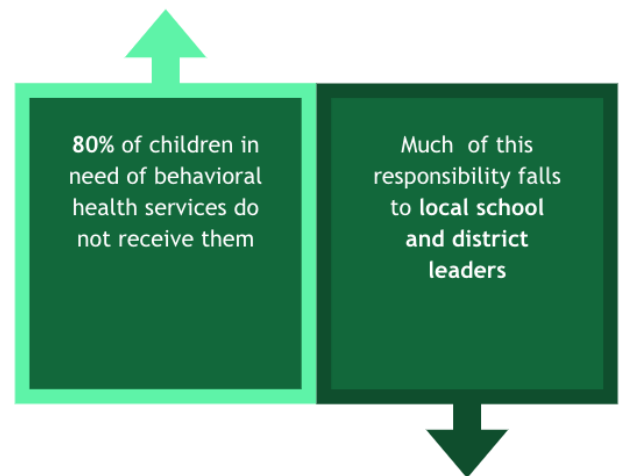 80% of children in
need of behavioral
health services do
not receive them
Much of this
responsibility falls
to local school
and district
leaders